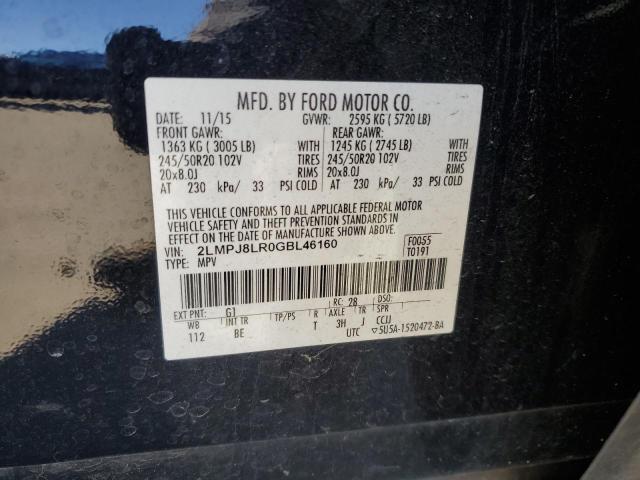 MFD. BY FORD MOTOR CO.
DATE: 11/15 GVWR: 2595 KG ( 5720 LB)
FRONT GAWR: REAR GAWR:
1363 KG ( 3005 LB) WITH 1245 KG ( 2745 LB) WITH
245/50R20 102V TIRES 245/50R20 102V TIRES
20x8.0J RIMS 20x8.0J RIMS
AT 230 kPa/ 33 PSI COLD AT 230 kPa/ 33 PSI COLD
THIS VEHICLE CONFORMS TO ALL APPLICABLE FEDERAL MOTOR
VEHICLE SAFETY AND THEFT PREVENTION STANDARDS
IN EFFECT ON THE DATE OF MANUFACTURE SHOWN ABOVE.
VIN: 2LMPJ8LR0GBL46160 F0055
TYPE: MPV T0191
EXT PNT: G1 RC: 28 DSO:
WB INT TR TP/PS R AXLE TR SPR
112 BE T 3H J CCJJ
UTC ▽5U5A-1520472-BA